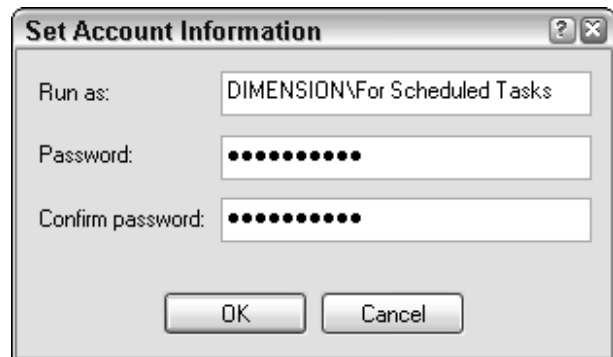 Set Account Information
Run as: DIMENSION\For Scheduled Tasks
Password: ●●●●●●●●●●
Confirm password: ●●●●●●●●●●
OK Cancel